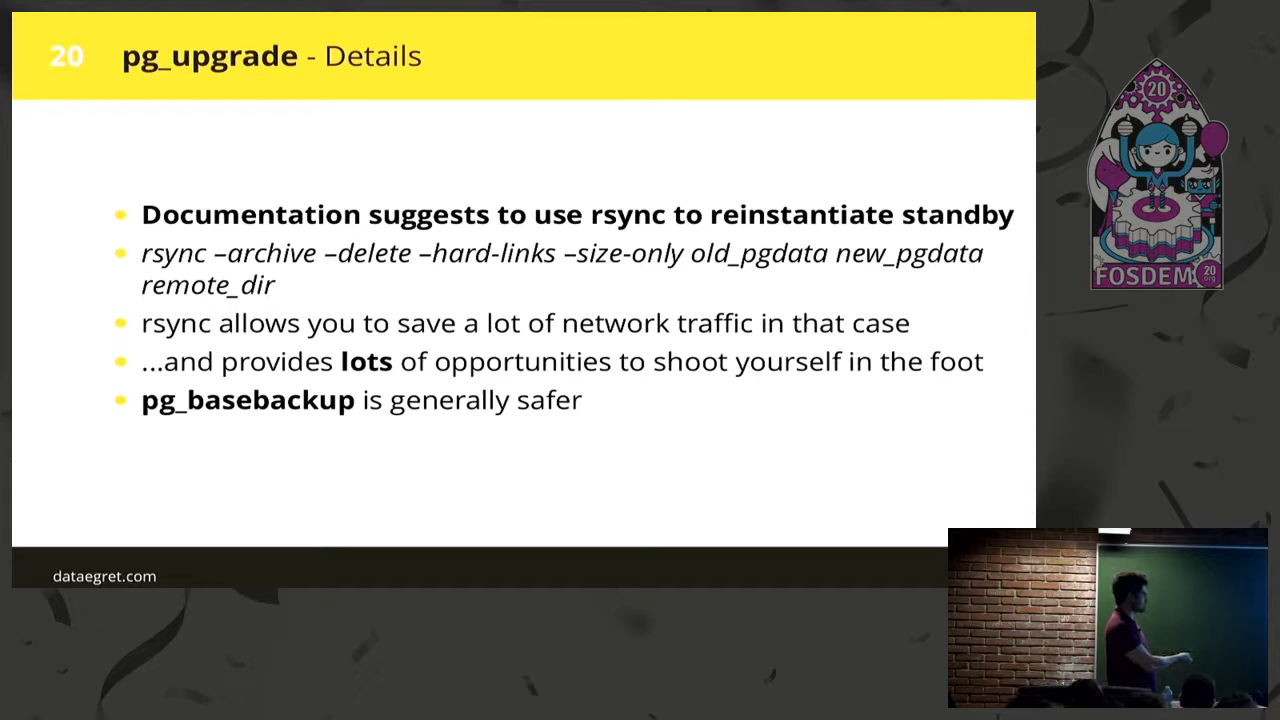 20 pg_upgrade - Details
• Documentation suggests to use rsync to reinstantiate standby
• rsync –archive –delete –hard-links –size-only old_pgdata new_pgdata
remote_dir
• rsync allows you to save a lot of network traffic in that case
• ...and provides lots of opportunities to shoot yourself in the foot
• pg_basebackup is generally safer
dataegret.com
20
FOSDEM 20
.org